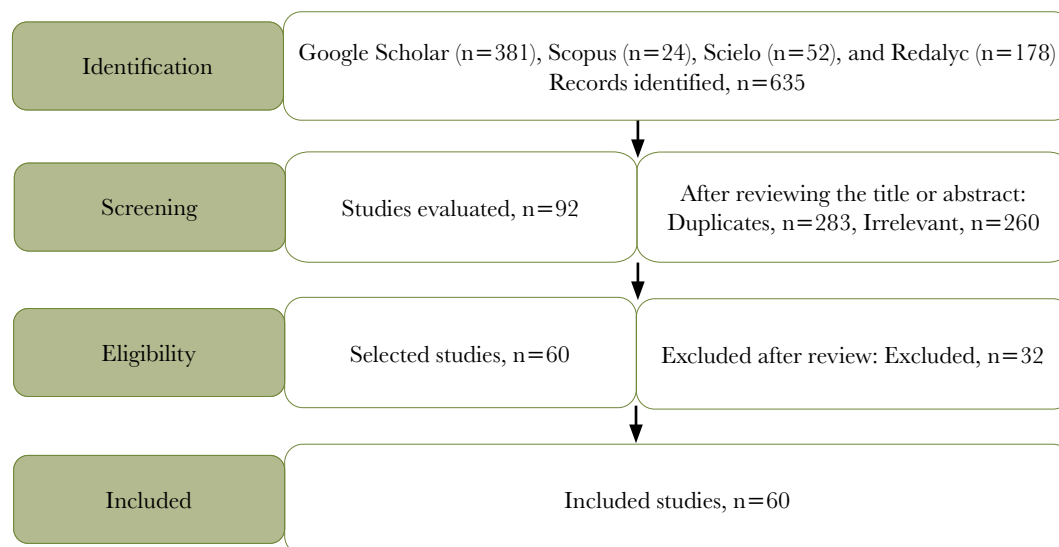 Identification
Google Scholar (n=381), Scopus (n=24), Scielo (n=52), and Redalyc (n=178)
Records identified, n=635
Screening
Studies evaluated, n=92
After reviewing the title or abstract:
Duplicates, n=283, Irrelevant, n=260
Eligibility
Selected studies, n=60
Excluded after review: Excluded, n=32
Included
Included studies, n=60